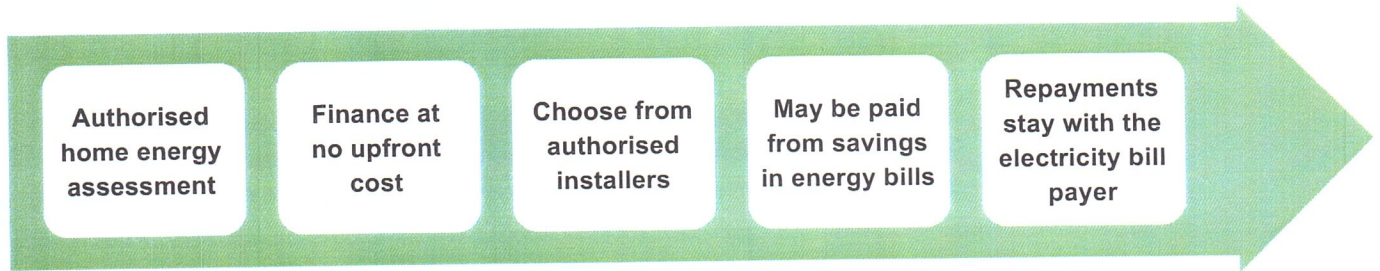 Authorised
home energy
assessment
Finance at
no upfront
cost
Choose from
authorised
installers
May be paid
from savings
in energy bills
Repayments
stay with the
electricity bill
payer